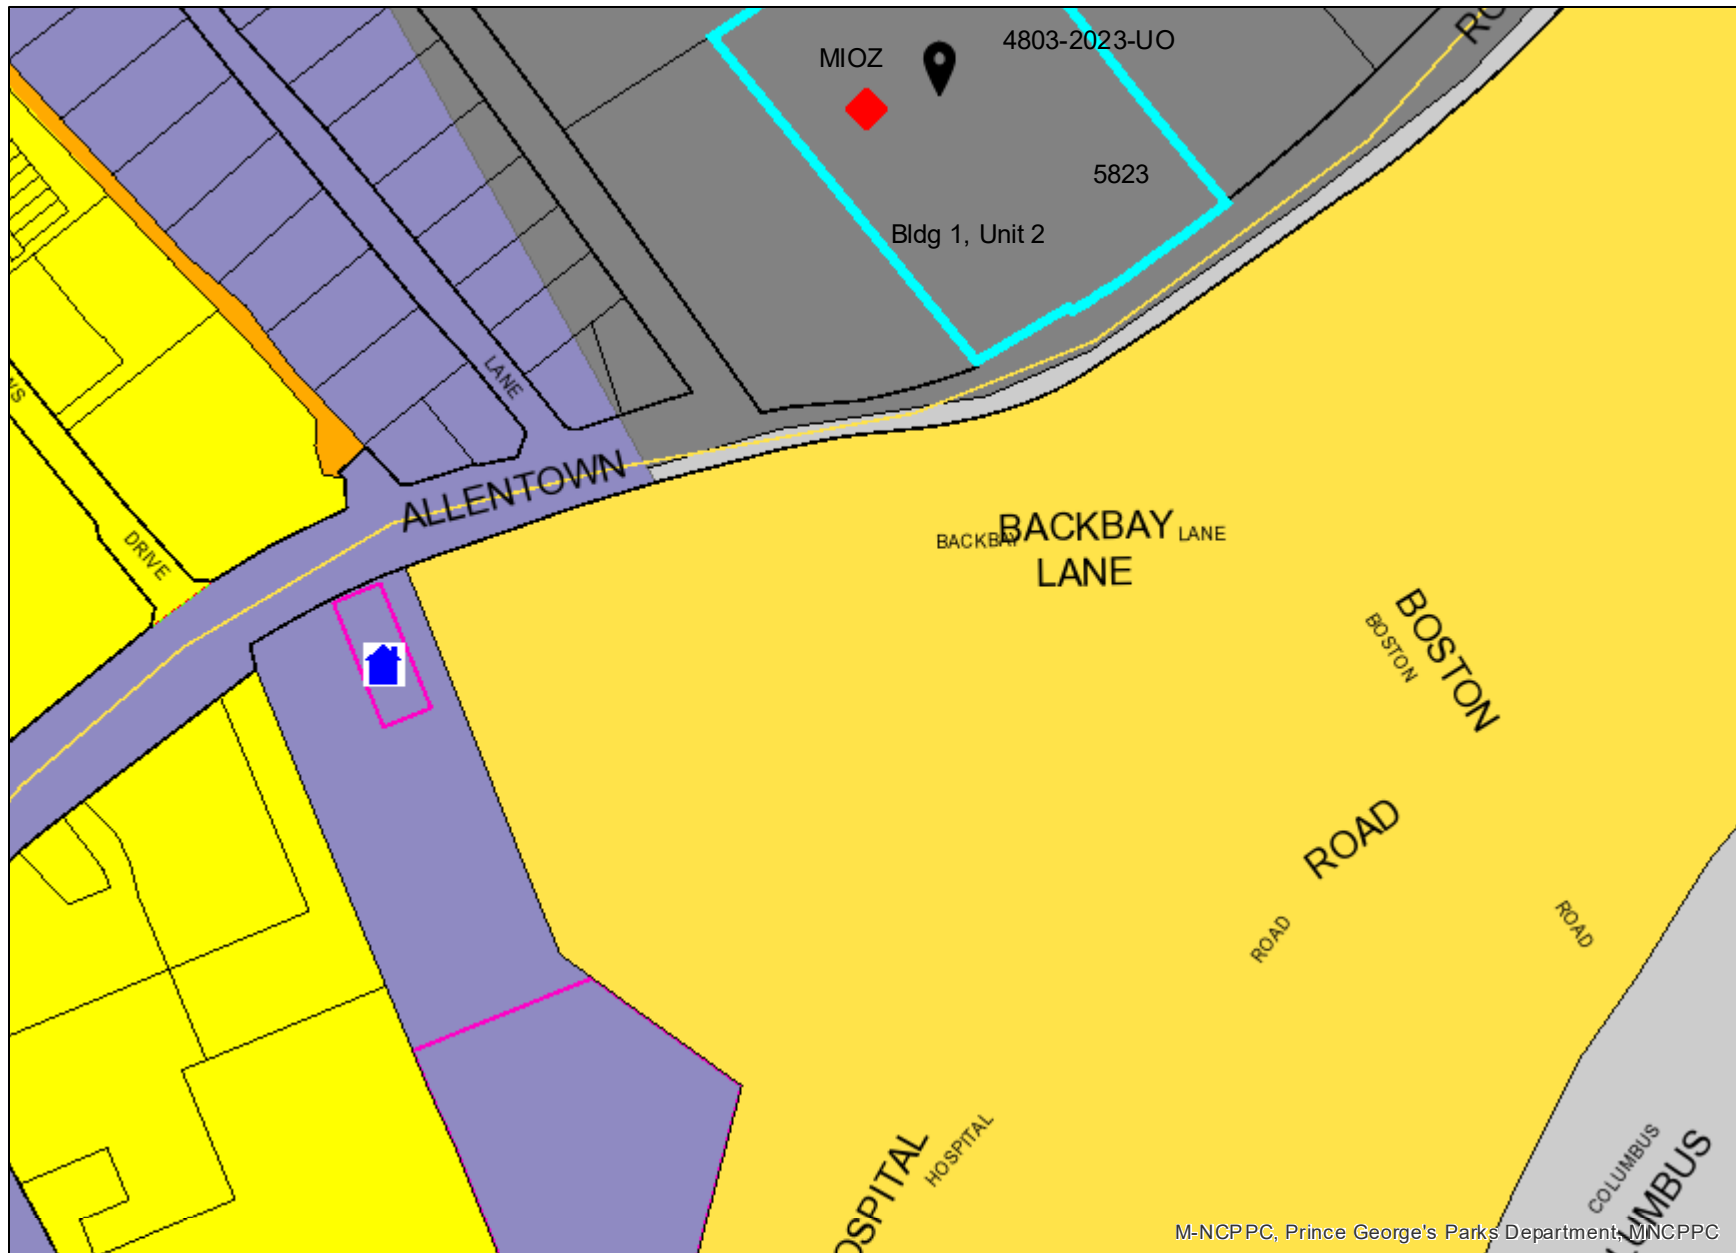 MIOZ
4803-2023-UO
5823
Bldg 1, Unit 2
LANE
ALLENTOWN
DRIVE
BACKBAY LANE
BACKBAY
LANE
BOSTON
BOSTON
ROAD
ROAD
ROAD
HOSPITAL
COLUMBUS
M-NCPPC, Prince George's Parks Department, MNCPPC